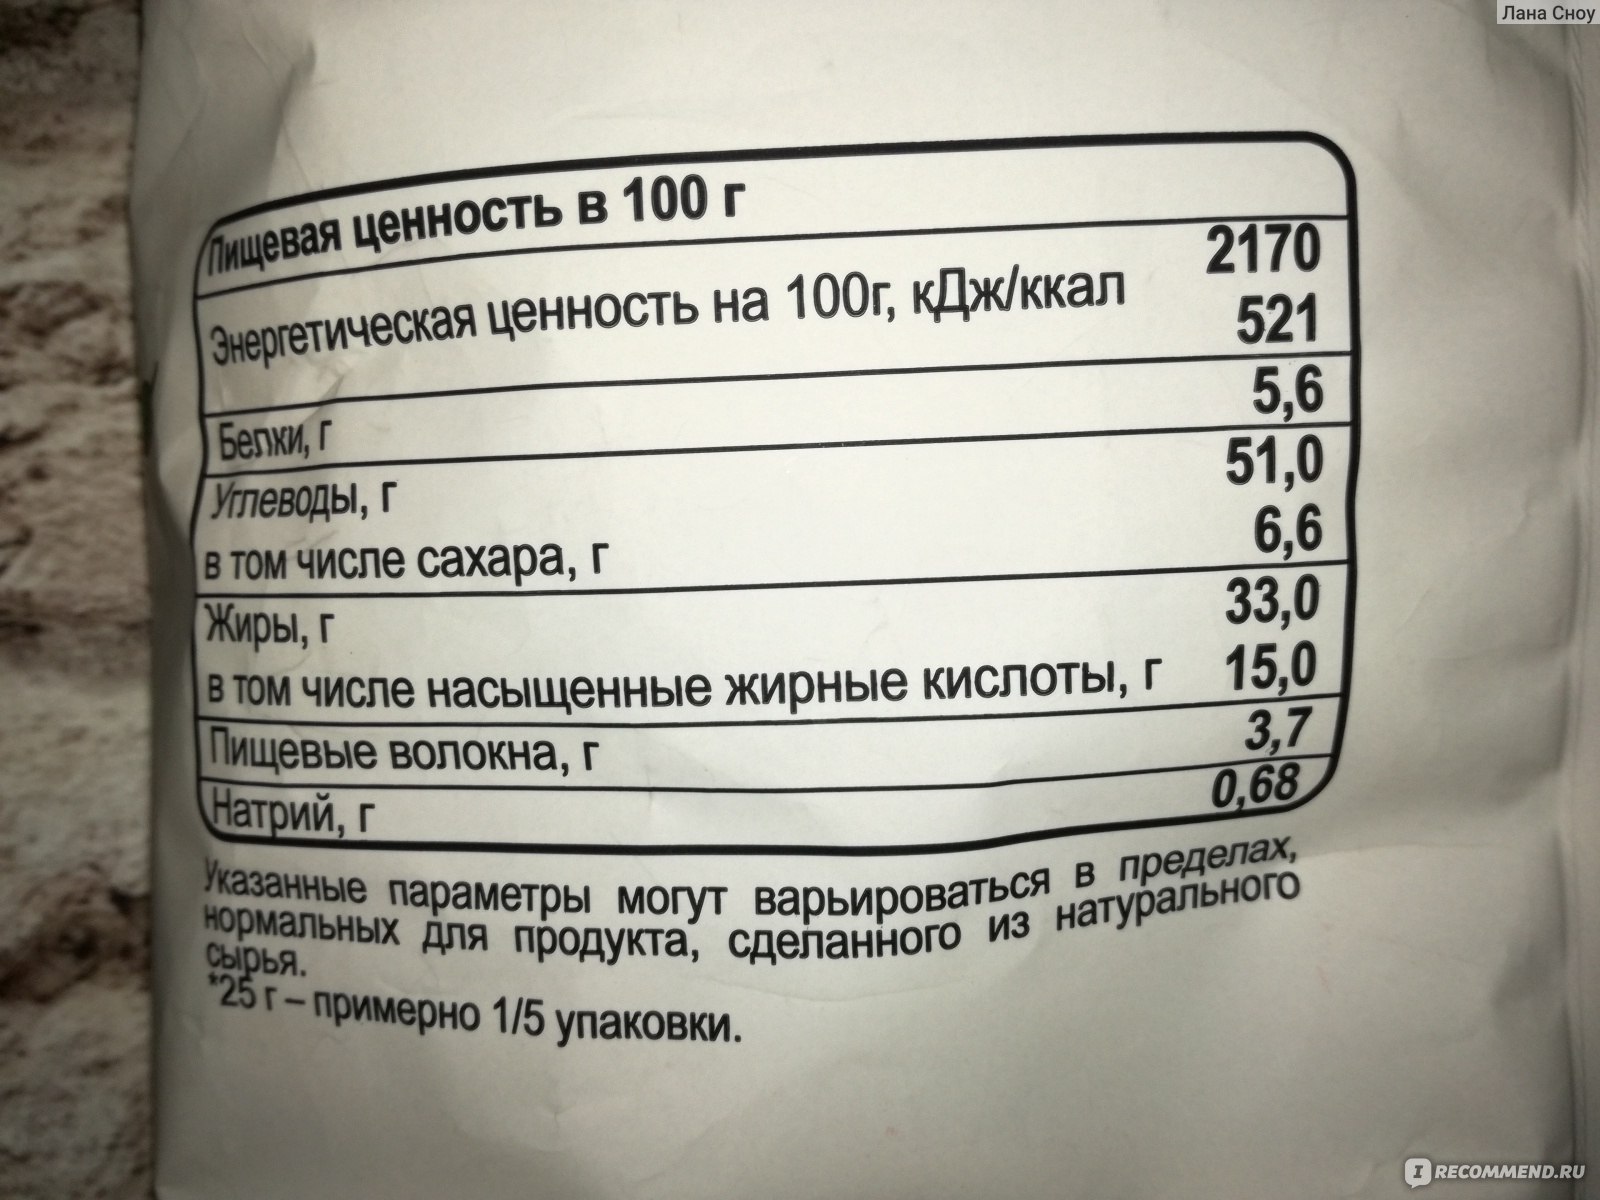 Лана Сноу
Пищевая ценность в 100 г
Энергетическая ценность на 100г, кДж/ккал 2170
521
Белки, г 5,6
Углеводы, г 51,0
в том числе сахара, г 6,6
Жиры, г 33,0
в том числе насыщенные жирные кислоты, г 15,0
Пищевые волокна, г 3,7
Натрий, г 0,68
Указанные параметры могут варьироваться в пределах,
нормальных для продукта, сделанного из натурального
сырья.
*25 г – примерно 1/5 упаковки.
IRECOMMEND.RU